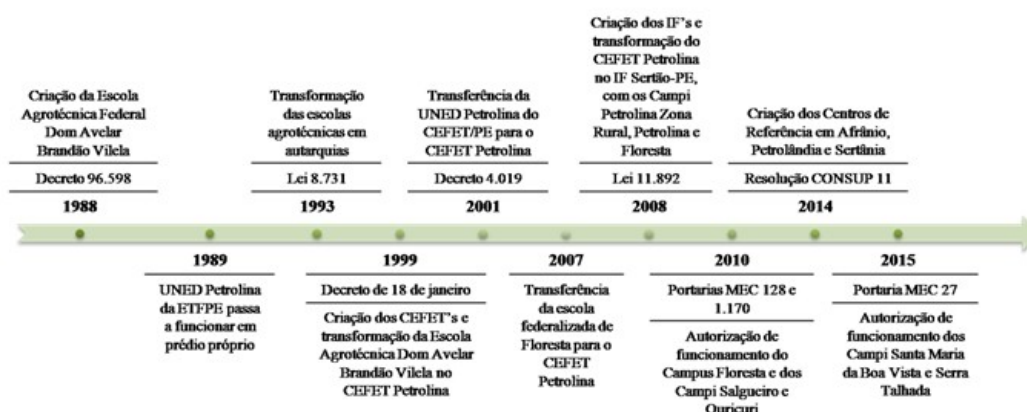 Criação da Escola
Agrotécnica Federal
Dom Avelar
Brandão Vilela
Decreto 96.598
1988
Transformação
das escolas
agrotécnicas em
autarquias
Lei 8.731
1993
Transferência da
UNED Petrolina do
CEFET/PE para o
CEFET Petrolina
Decreto 4.019
2001
Criação dos IF's e
transformação do
CEFET Petrolina
no IF Sertão-PE,
com os Campi
Petrolina Zona
Rural, Petrolina e
Floresta
Lei 11.892
2008
Criação dos Centros de
Referência em Afrânio,
Petrolândia e Sertânia
Resolução CONSUP 11
2014
1989
UNED Petrolina
da ETFPE passa
a funcionar em
prédio próprio
1999
Decreto de 18 de janeiro
Criação dos CEFET's e
transformação da Escola
Agrotécnica Dom Avelar
Brandão Vilela no
CEFET Petrolina
2007
Transferência
da escola
federalizada de
Floresta para o
CEFET
Petrolina
2010
Portarias MEC 128 e
1.170
Autorização de
funcionamento do
Campus Floresta e dos
Campi Salgueiro e
Ouricuri
2015
Portaria MEC 27
Autorização de
funcionamento dos
Campi Santa Maria
da Boa Vista e Serra
Talhada